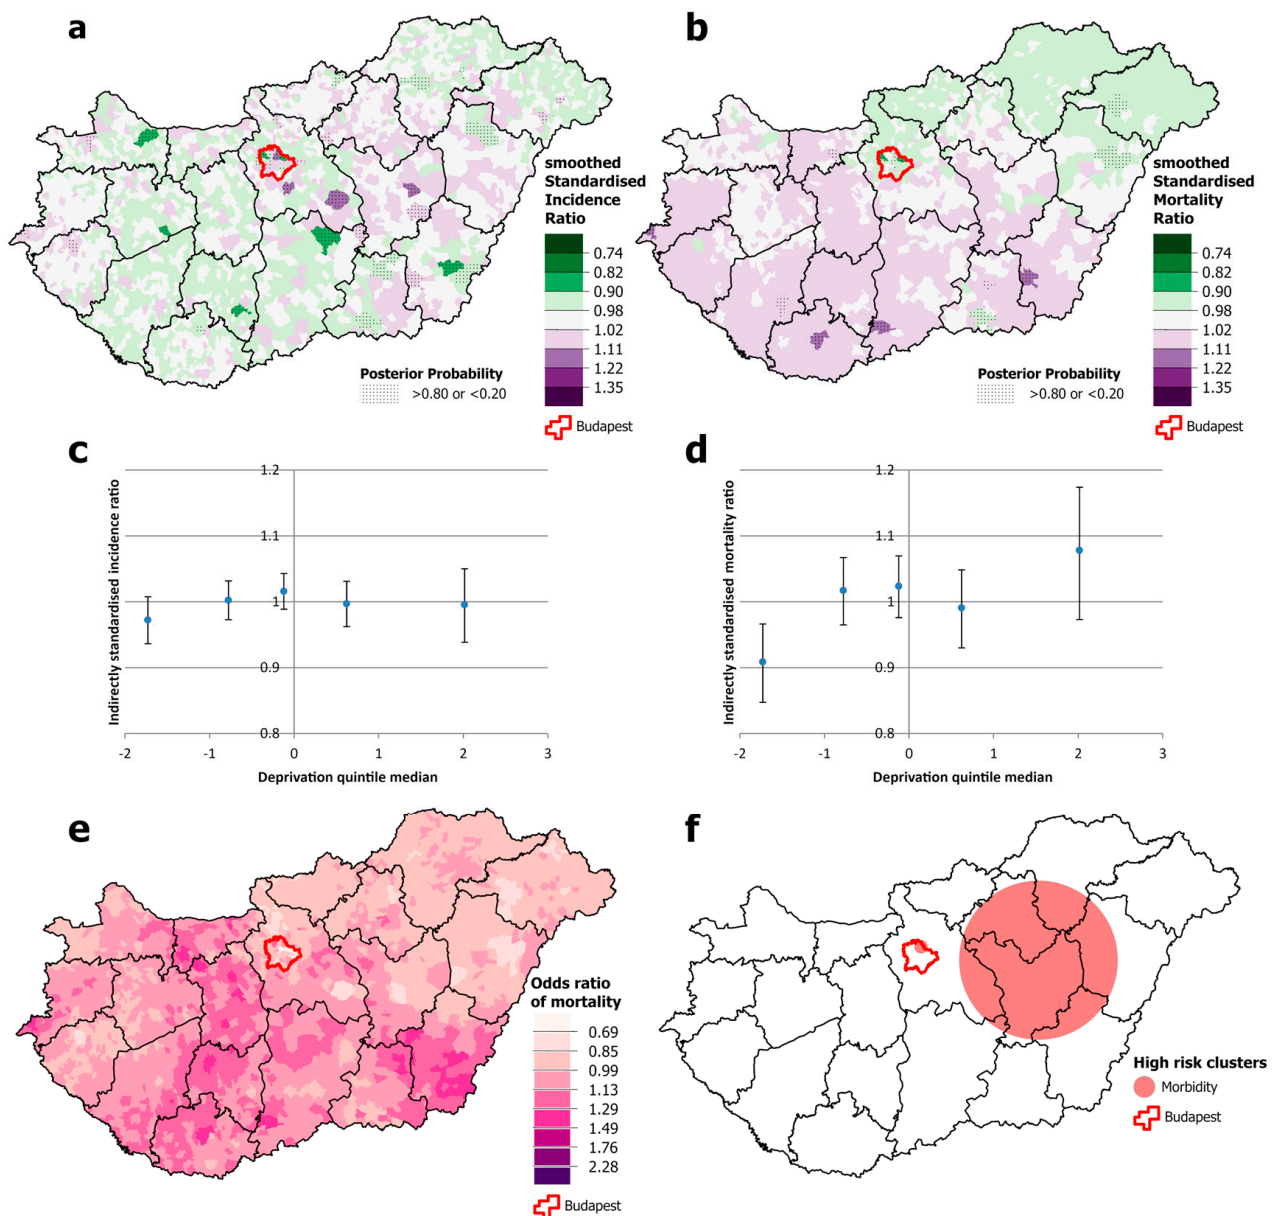 a
smoothed
Standardised
Incidence
Ratio
0.74
0.82
0.90
0.98
1.02
1.11
1.22
1.35
Posterior Probability
>0.80 or <0.20
Budapest
b
smoothed
Standardised
Mortality
Ratio
0.74
0.82
0.90
0.98
1.02
1.11
1.22
1.35
Posterior Probability
>0.80 or <0.20
Budapest
c
Indirectly standardised incidence ratio
1.2
1.1
1
0.9
0.8
-2 -1 0 1 2 3
Deprivation quintile median
d
Indirectly standardised mortality ratio
1.2
1.1
1
0.9
0.8
-2 -1 0 1 2 3
Deprivation quintile median
e
Odds ratio
of mortality
0.69
0.85
0.99
1.13
1.29
1.49
1.76
2.28
Budapest
f
High risk clusters
Morbidity
Budapest